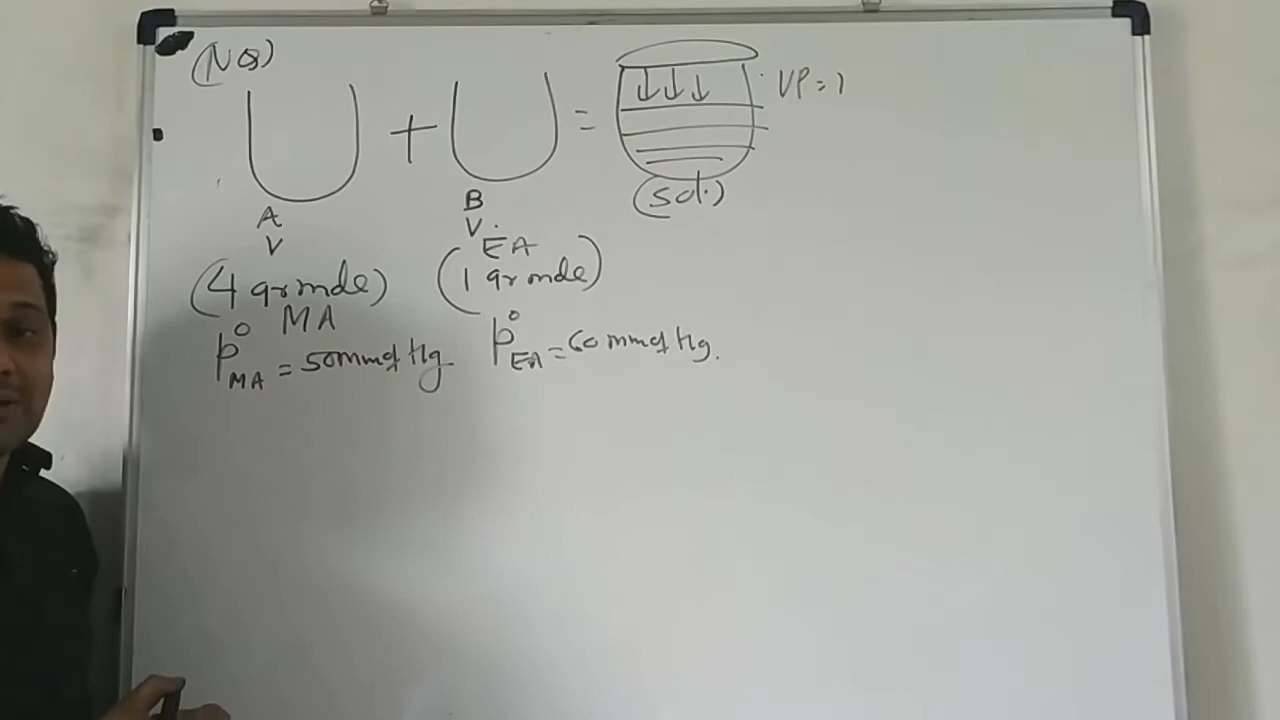 (NQ)
+ =
VP = ?
A
V
B
V.
(Sol.)
(4 gr mole)
MA
EA
(1 gr mole)
p°MA = 50 mm of Hg
p°EA = 60 mm of Hg.